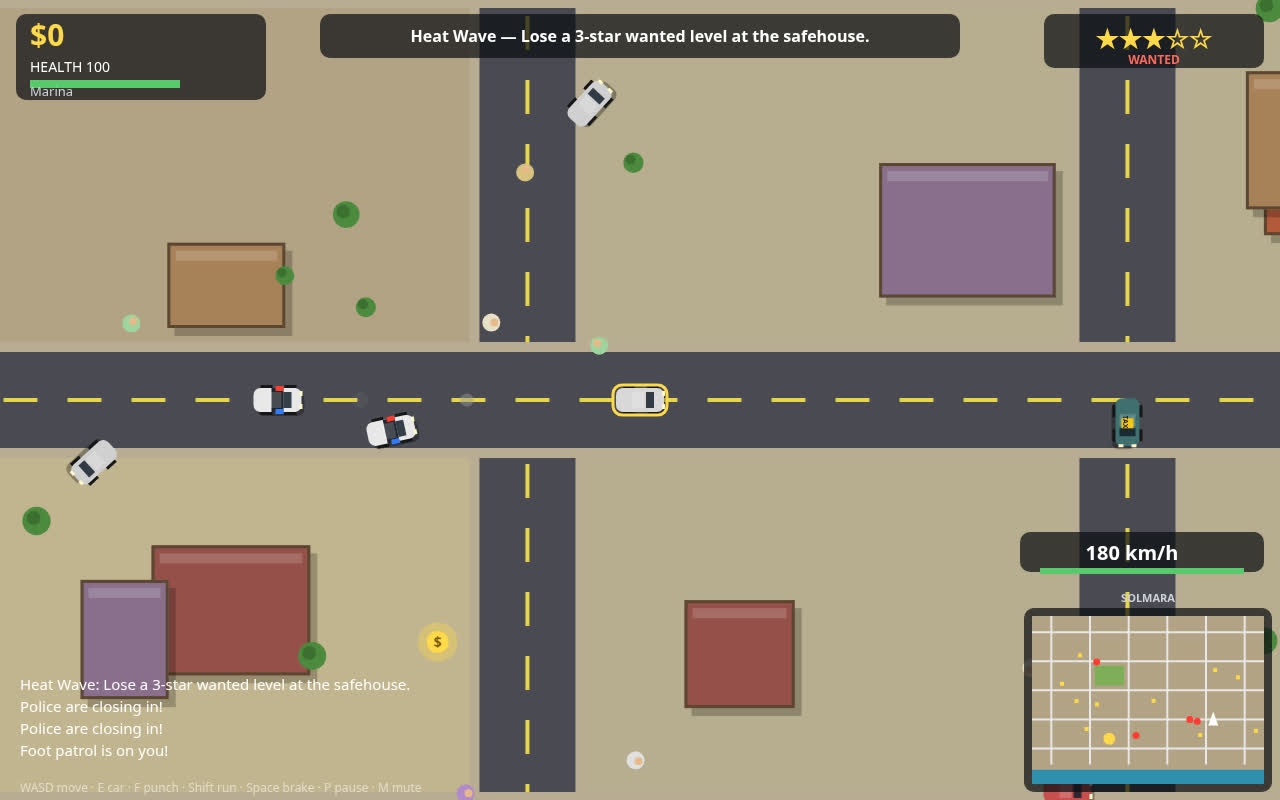 $0
HEALTH 100
Marina
Heat Wave — Lose a 3-star wanted level at the safehouse.
★★★☆☆
WANTED
$
180 km/h
SOLMARA
Heat Wave: Lose a 3-star wanted level at the safehouse.
Police are closing in!
Police are closing in!
Foot patrol is on you!
WASD move · E car · F punch · Shift run · Space brake · P pause · M mute